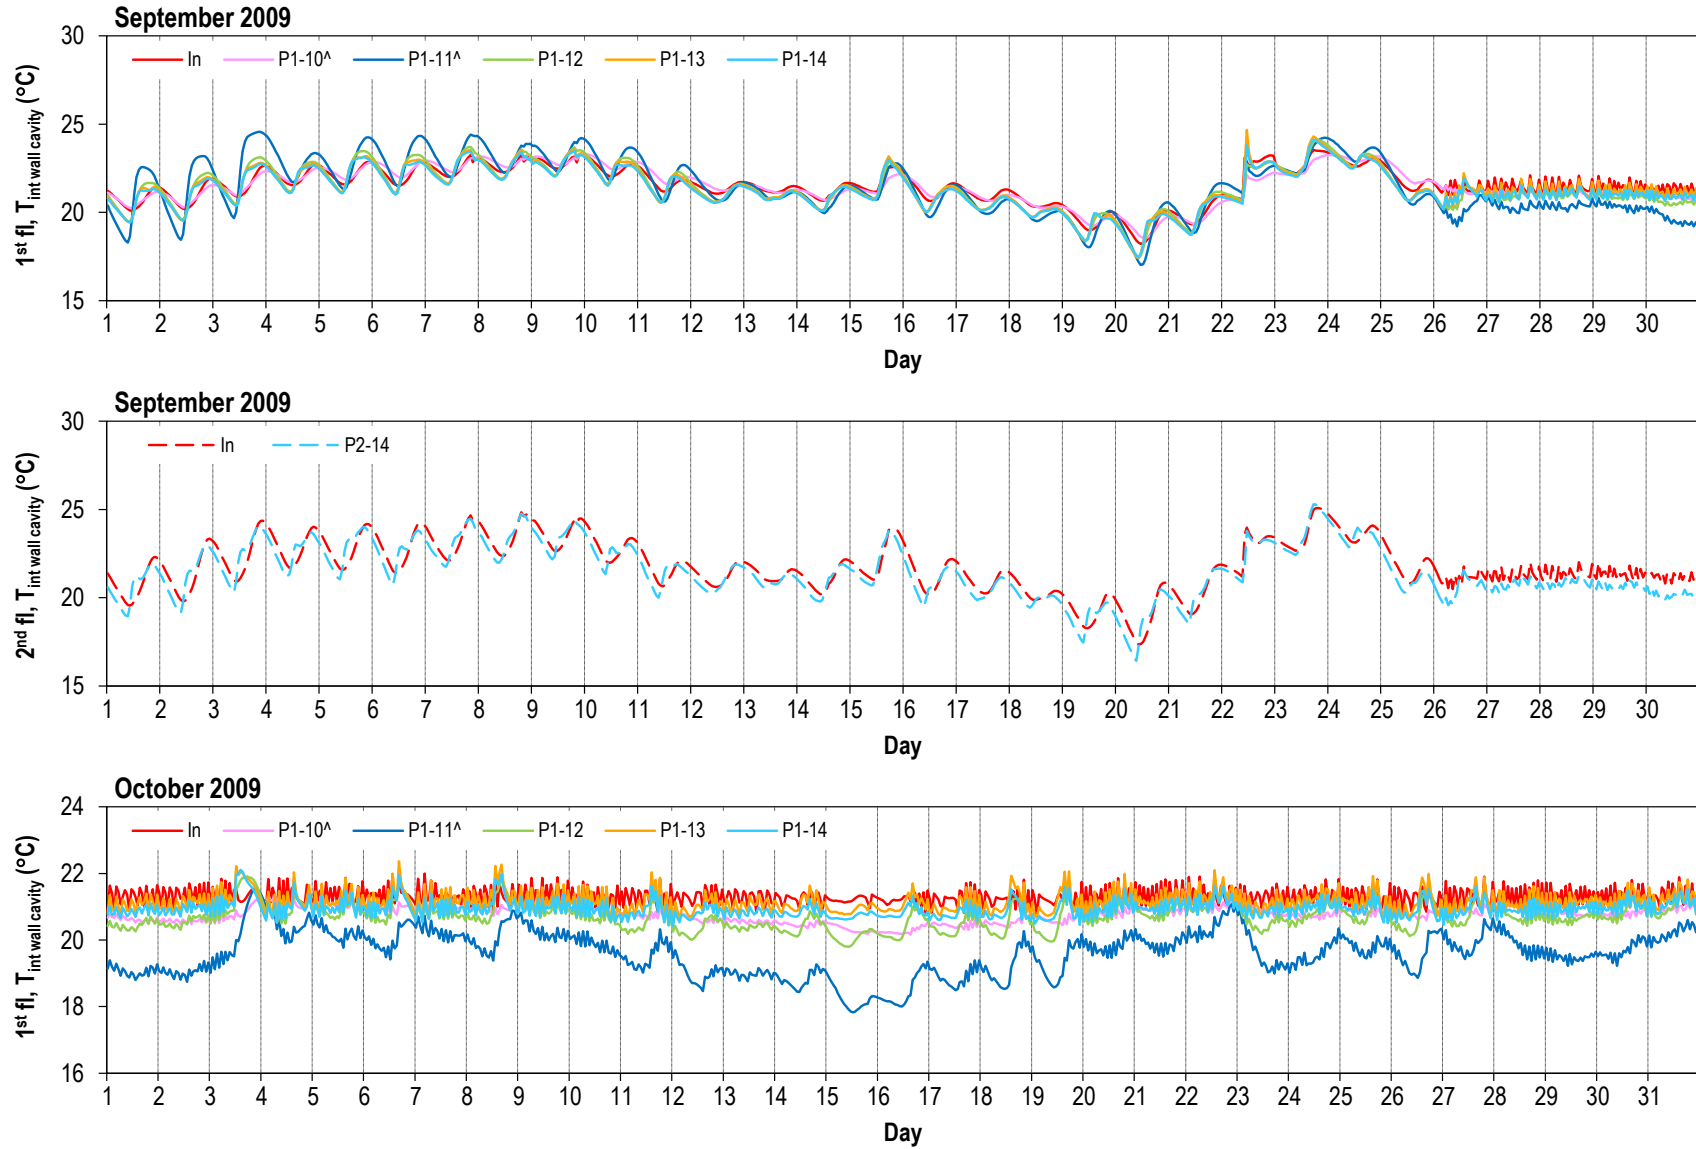 September 2009
30
25
20
15
1st fl, Tint wall cavity (°C)
In P1-10^ P1-11^ P1-12 P1-13 P1-14
1 2 3 4 5 6 7 8 9 10 11 12 13 14 15 16 17 18 19 20 21 22 23 24 25 26 27 28 29 30
Day
September 2009
30
25
20
15
2nd fl, Tint wall cavity (°C)
In P2-14
1 2 3 4 5 6 7 8 9 10 11 12 13 14 15 16 17 18 19 20 21 22 23 24 25 26 27 28 29 30
Day
October 2009
24
22
20
18
16
1st fl, Tint wall cavity (°C)
In P1-10^ P1-11^ P1-12 P1-13 P1-14
1 2 3 4 5 6 7 8 9 10 11 12 13 14 15 16 17 18 19 20 21 22 23 24 25 26 27 28 29 30 31
Day